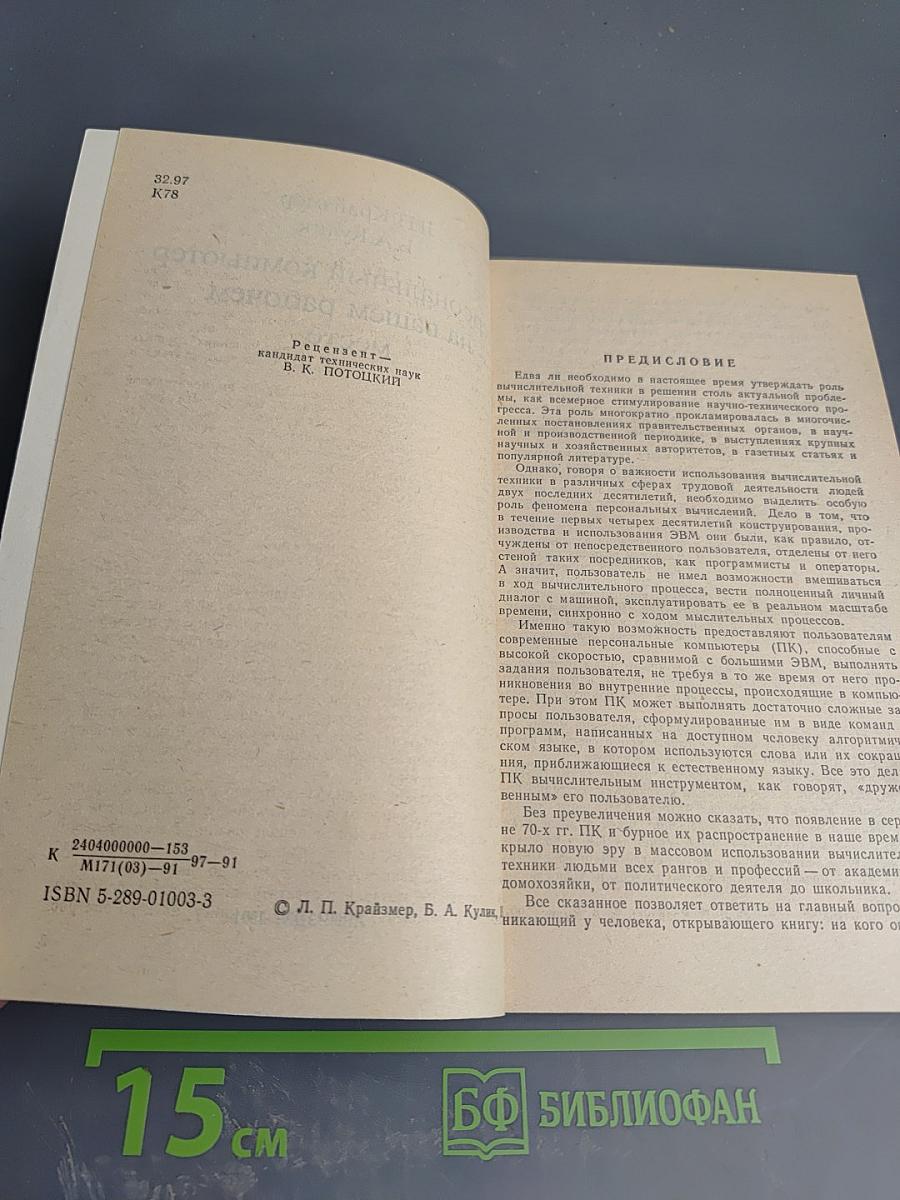 32.97
К78
Рецензент —
кандидат технических наук
В. К. ПОТОЦКИЙ
К 2404000000—153
М171(03)—91 97—91
ISBN 5-289-01003-3
© Л. П. Крайзмер, Б. А. Кулик,
ПРЕДИСЛОВИЕ
Едва ли необходимо в настоящее время утверждать роль
вычислительной техники в решении столь актуальной пробле-
мы, как всемерное стимулирование научно-технического про-
гресса. Эта роль многократно прокламировалась в многочис-
ленных постановлениях правительственных органов, в науч-
ной и производственной периодике, в выступлениях крупных
научных и хозяйственных авторитетов, в газетных статьях и
популярной литературе.
Однако, говоря о важности использования вычислительной
техники в различных сферах трудовой деятельности людей
двух последних десятилетий, необходимо выделить особую
роль феномена персональных вычислений. Дело в том, что
в течение первых четырех десятилетий конструирования, про-
изводства и использования ЭВМ они были, как правило, от-
чуждены от непосредственного пользователя, отделены от него
стеной таких посредников, как программисты и операторы.
А значит, пользователь не имел возможности вмешиваться
в ход вычислительного процесса, вести полноценный личный
диалог с машиной, эксплуатировать ее в реальном масштабе
времени, синхронно с ходом мыслительных процессов.
Именно такую возможность предоставляют пользователям
современные персональные компьютеры (ПК), способные с
высокой скоростью, сравнимой с большими ЭВМ, выполнять
задания пользователя, не требуя в то же время от него про-
никновения во внутренние процессы, происходящие в компью-
тере. При этом ПК может выполнять достаточно сложные за
просы пользователя, сформулированные им в виде команд
программ, написанных на доступном человеку алгоритмич
ском языке, в котором используются слова или их сокращ
ния, приближающиеся к естественному языку. Все это дел
ПК вычислительным инструментом, как говорят, «друже
венным» его пользователю.
Без преувеличения можно сказать, что появление в сер
не 70-х гг. ПК и бурное их распространение в наше врем
крыло новую эру в массовом использовании вычислител
техники людьми всех рангов и профессий — от академи
домохозяйки, от политического деятеля до школьника.
Все сказанное позволяет ответить на главный вопро
никающий у человека, открывающего книгу: на кого о
15 см
БФ БИБЛИОФАН